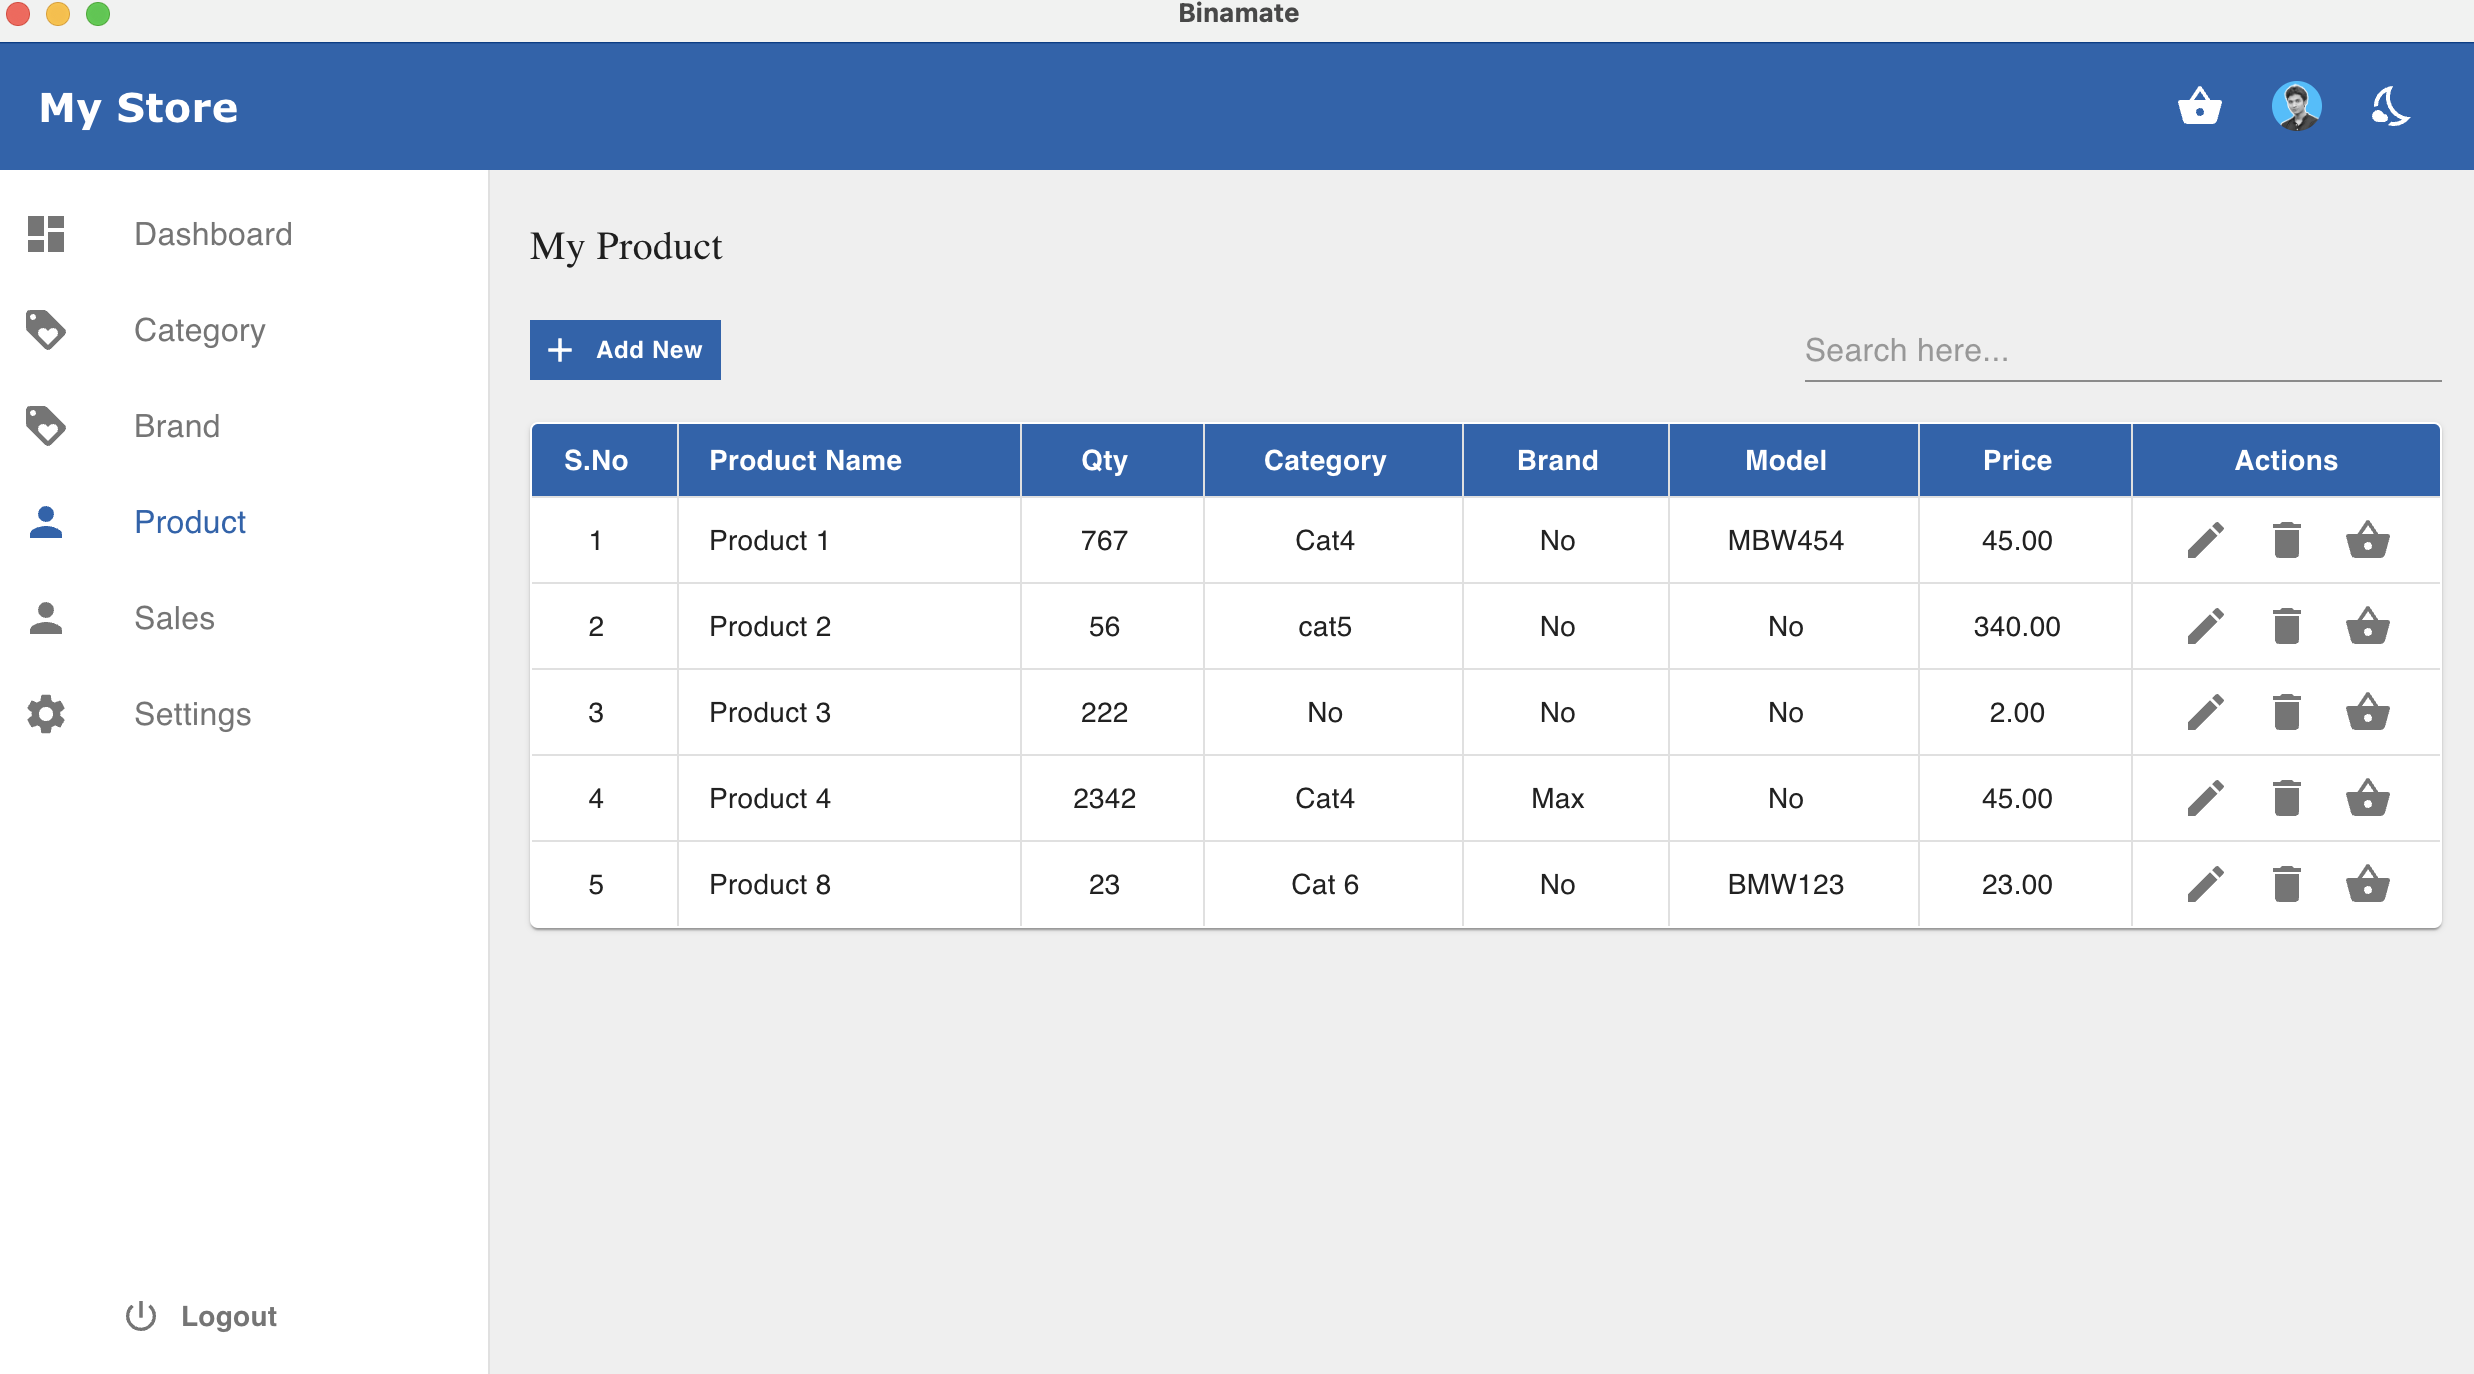 Binamate
My Store
Dashboard
Category
Brand
Product
Sales
Settings
Logout
My Product
Add New
Search here...
S.No Product Name Qty Category Brand Model Price Actions
1 Product 1 767 Cat4 No MBW454 45.00
2 Product 2 56 cat5 No No 340.00
3 Product 3 222 No No No 2.00
4 Product 4 2342 Cat4 Max No 45.00
5 Product 8 23 Cat 6 No BMW123 23.00